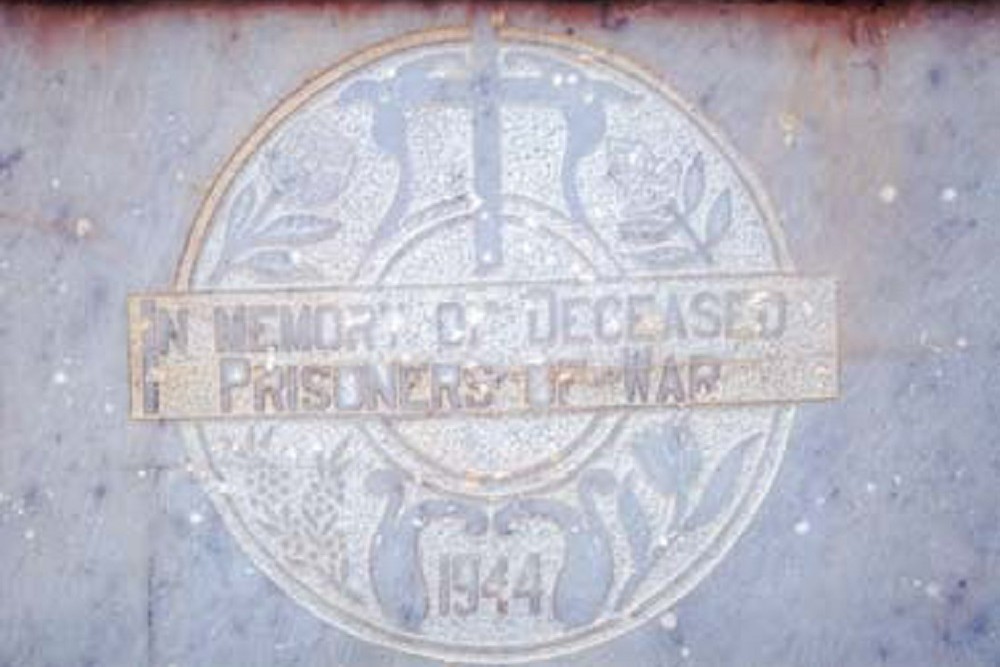 IN MEMORY OF DECEASED
PRISONERS OF WAR
1944